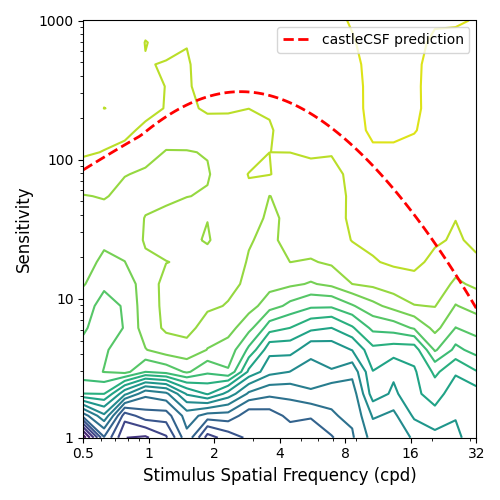 1000
castleCSF prediction
100
Sensitivity
10
1
0.5 1 2 4 8 16 32
Stimulus Spatial Frequency (cpd)